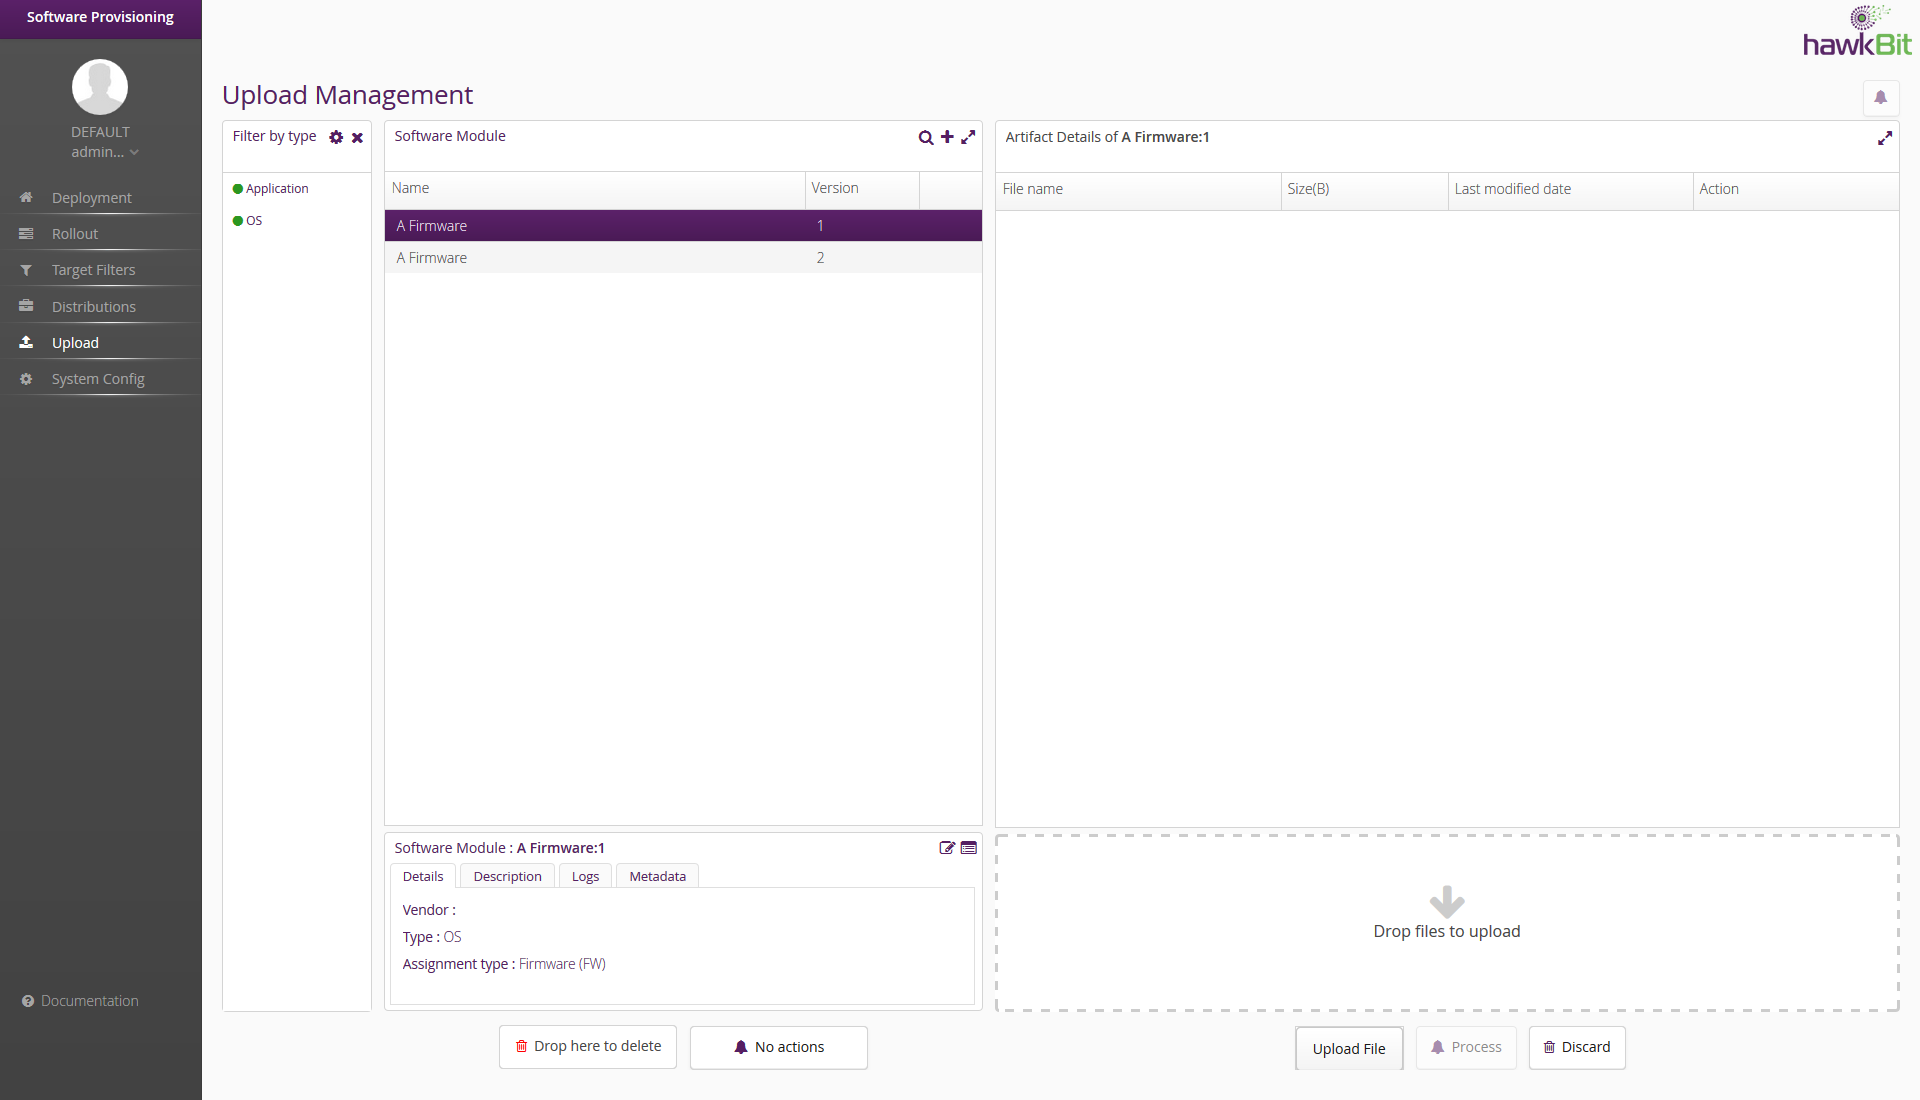 Software Provisioning
hawkBit
DEFAULT
admin...
Deployment
Rollout
Target Filters
Distributions
Upload
System Config
Documentation
Upload Management
Filter by type
Application
OS
Software Module
Name Version
A Firmware 1
A Firmware 2
Artifact Details of A Firmware:1
File name Size(B) Last modified date Action
Software Module : A Firmware:1
Details Description Logs Metadata
Vendor :
Type : OS
Assignment type : Firmware (FW)
Drop files to upload
Drop here to delete
No actions
Upload File
Process
Discard